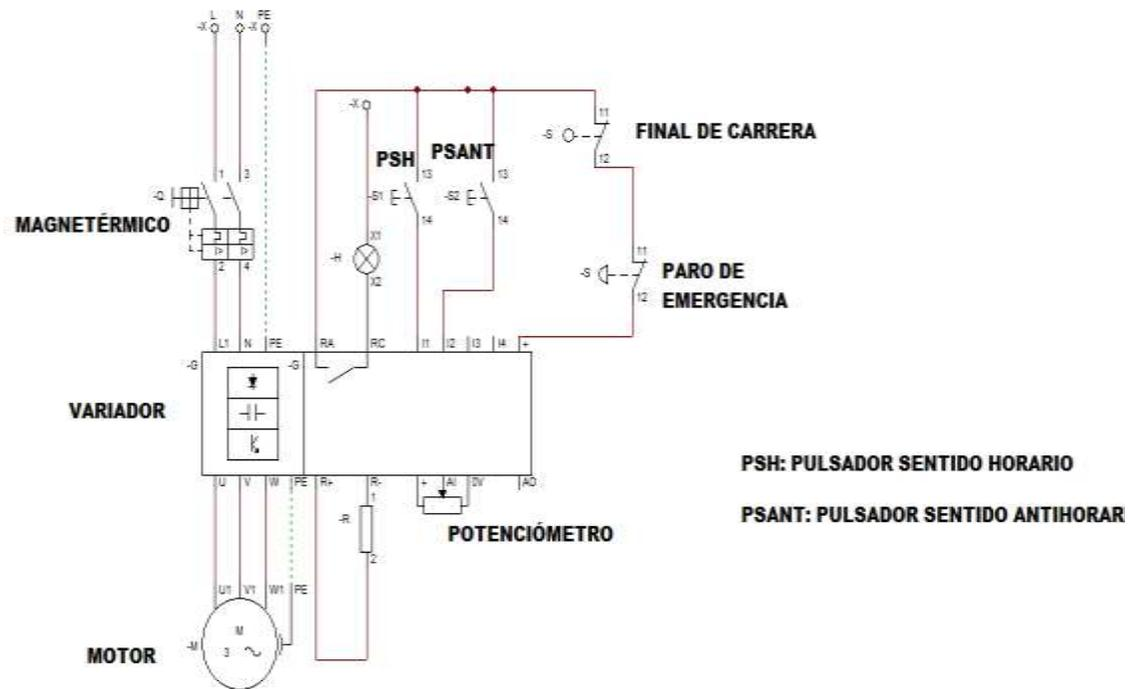 L N PE
-X -X
-X
11
-S
FINAL DE CARRERA
12
PSH PSANT
13 13
-S1 -S2
14 14
1 3
-Q
MAGNETÉRMICO
2 4
X1
-H
X2
11
-S
PARO DE
EMERGENCIA
12
L1 N PE RA RC I1 I2 I3 I4 +
-G -G
VARIADOR
U V W PE R+ R- + AI 0V AO
1
-R
2
POTENCIÓMETRO
PSH: PULSADOR SENTIDO HORARIO
PSANT: PULSADOR SENTIDO ANTIHORARI
U1 V1 W1 PE
M
-M
3
MOTOR